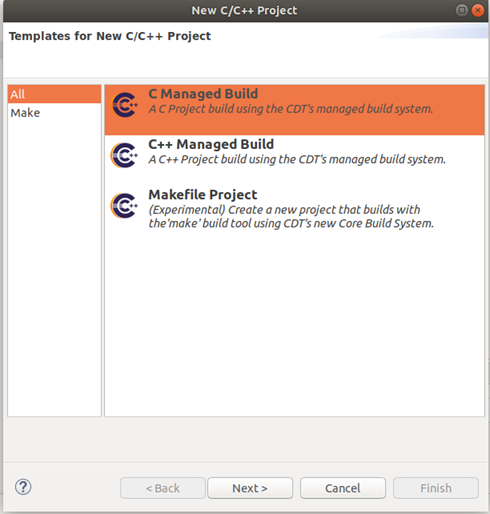 New C/C++ Project
Templates for New C/C++ Project
All
Make
C Managed Build
A C Project build using the CDT's managed build system.
C++ Managed Build
A C++ Project build using the CDT's managed build system.
Makefile Project
(Experimental) Create a new project that builds with
the'make' build tool using CDT's new Core Build System.
?
< Back
Next >
Cancel
Finish